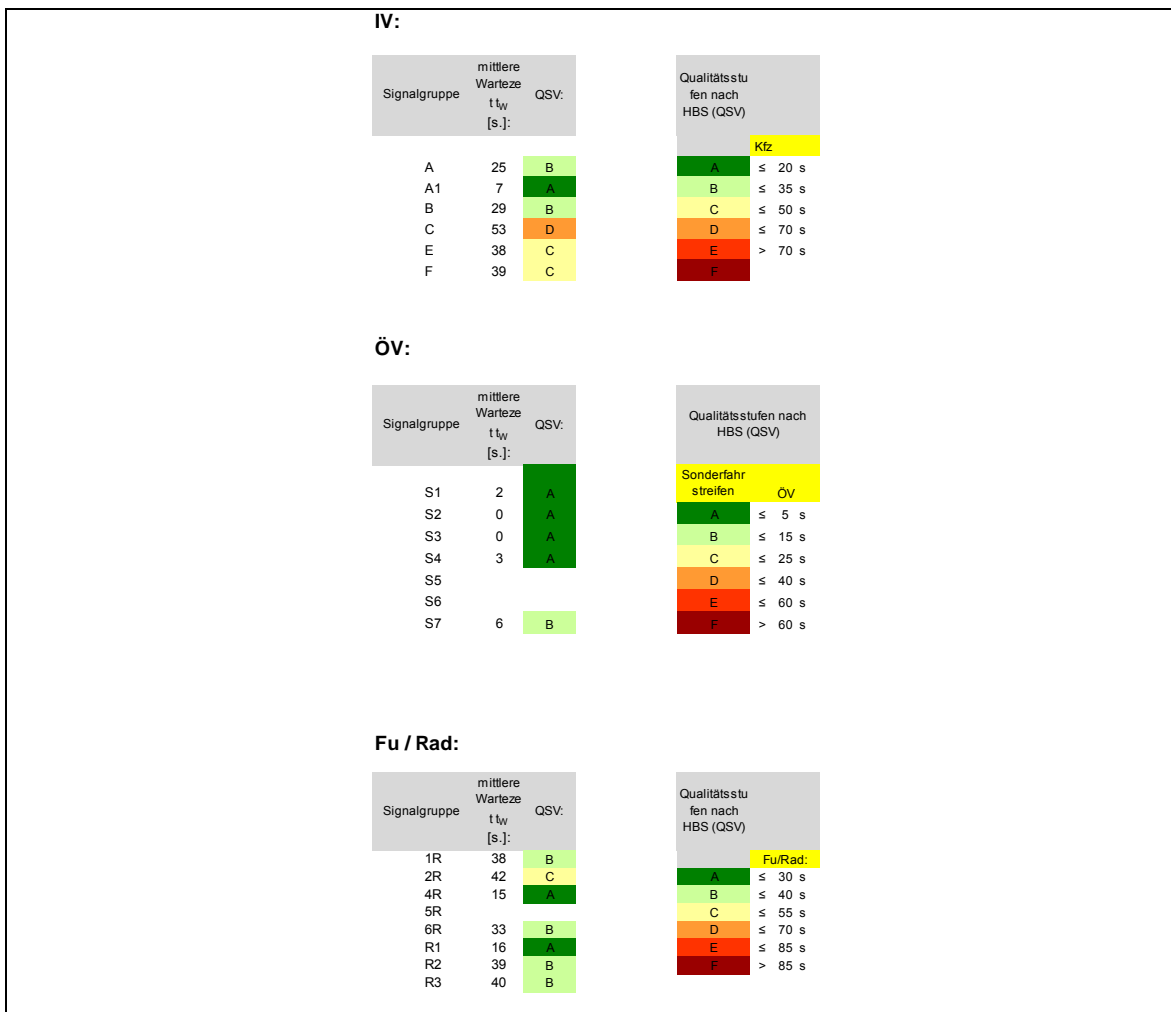 IV:
Signalgruppe mittlere Warteze t tW [s.]: QSV:
A 25 B
A1 7 A
B 29 B
C 53 D
E 38 C
F 39 C
Qualitätsstu fen nach HBS (QSV)
Kfz
A ≤ 20 s
B ≤ 35 s
C ≤ 50 s
D ≤ 70 s
E > 70 s
F
ÖV:
Signalgruppe mittlere Warteze t tW [s.]: QSV:
S1 2 A
S2 0 A
S3 0 A
S4 3 A
S5
S6
S7 6 B
Qualitätsstufen nach HBS (QSV)
Sonderfahr streifen ÖV
A ≤ 5 s
B ≤ 15 s
C ≤ 25 s
D ≤ 40 s
E ≤ 60 s
F > 60 s
Fu / Rad:
Signalgruppe mittlere Warteze t tW [s.]: QSV:
1R 38 B
2R 42 C
4R 15 A
5R
6R 33 B
R1 16 A
R2 39 B
R3 40 B
Qualitätsstu fen nach HBS (QSV)
Fu/Rad:
A ≤ 30 s
B ≤ 40 s
C ≤ 55 s
D ≤ 70 s
E ≤ 85 s
F > 85 s